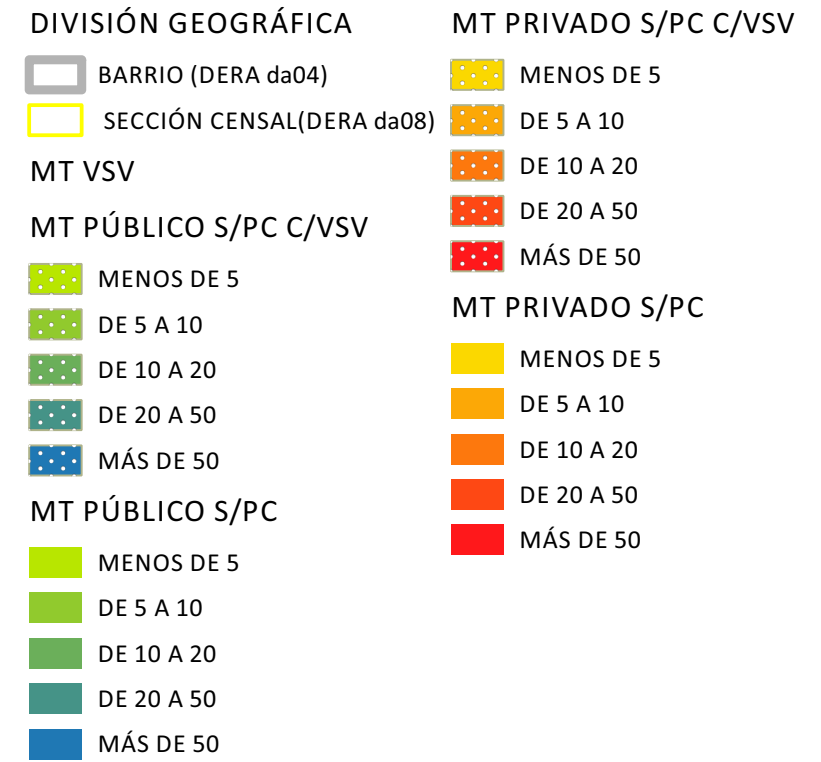 DIVISIÓN GEOGRÁFICA
BARRIO (DERA da04)
SECCIÓN CENSAL(DERA da08)
MT VSV
MT PÚBLICO S/PC C/VSV
MENOS DE 5
DE 5 A 10
DE 10 A 20
DE 20 A 50
MÁS DE 50
MT PÚBLICO S/PC
MENOS DE 5
DE 5 A 10
DE 10 A 20
DE 20 A 50
MÁS DE 50
MT PRIVADO S/PC C/VSV
MENOS DE 5
DE 5 A 10
DE 10 A 20
DE 20 A 50
MÁS DE 50
MT PRIVADO S/PC
MENOS DE 5
DE 5 A 10
DE 10 A 20
DE 20 A 50
MÁS DE 50